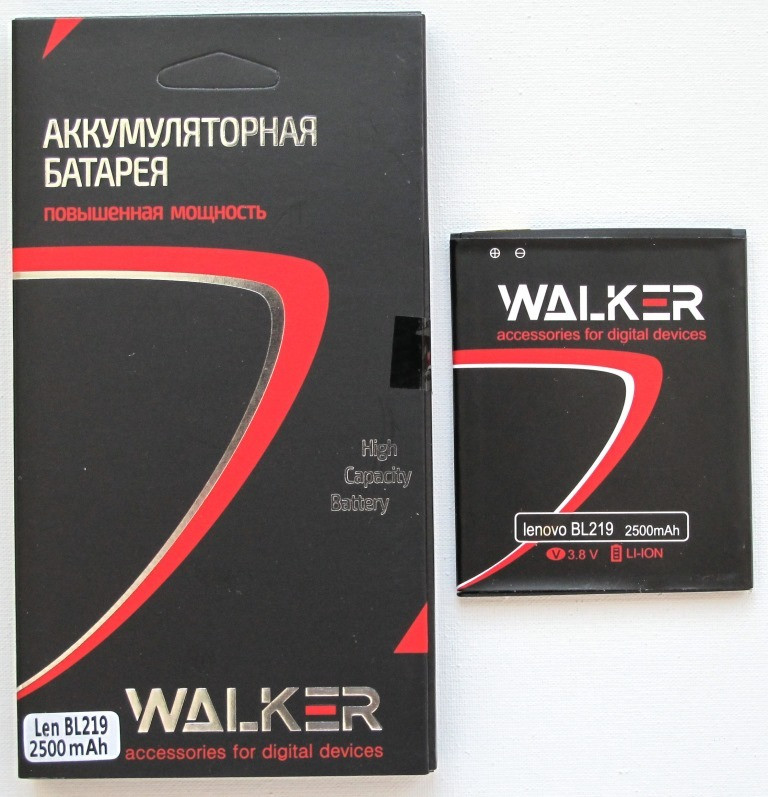 АККУМУЛЯТОРНАЯ
БАТАРЕЯ
ПОВЫШЕННАЯ МОЩНОСТЬ
High
Capacity
Battery
Len BL219
2500 mAh
WALKER
accessories for digital devices
⊕ ⊖
WALKER
accessories for digital devices
lenovo BL219 2500mAh
V 3.8 V LI-ION